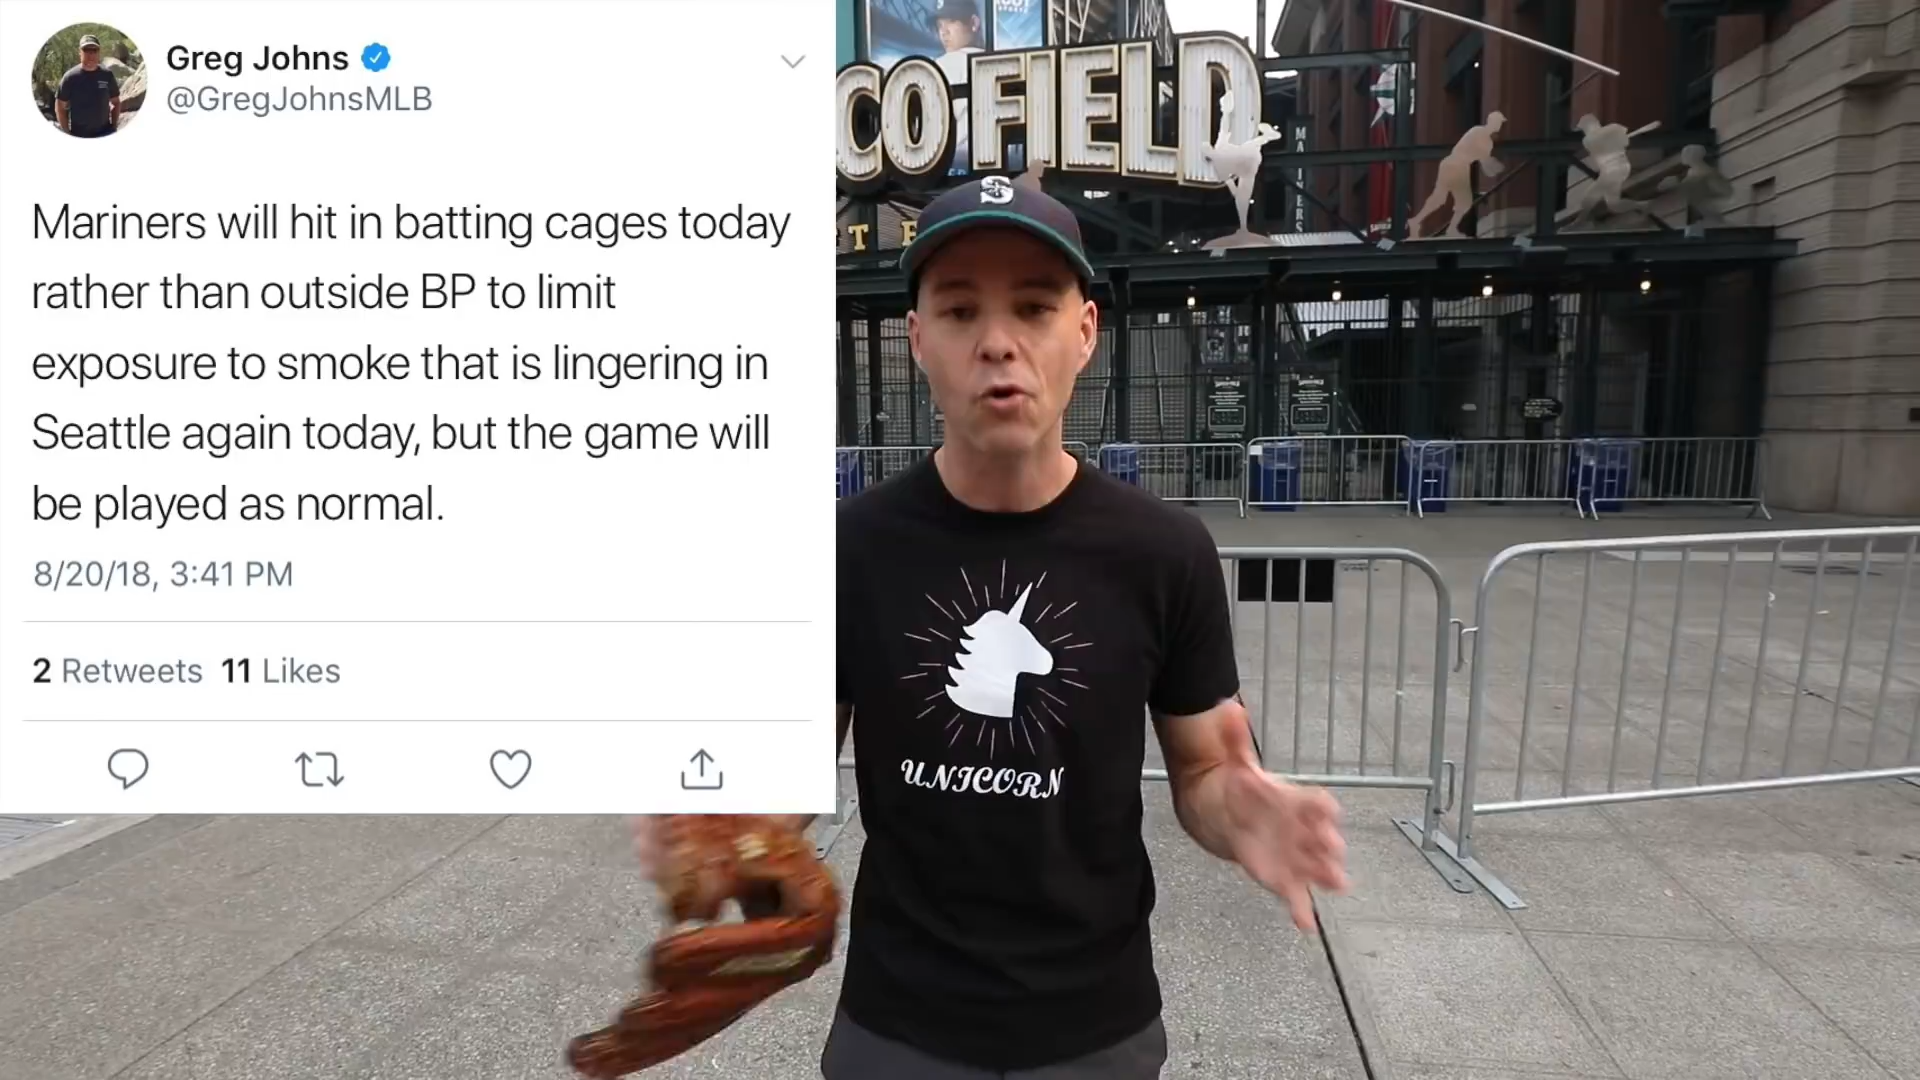 Greg Johns
@GregJohnsMLB
Mariners will hit in batting cages today
rather than outside BP to limit
exposure to smoke that is lingering in
Seattle again today, but the game will
be played as normal.
8/20/18, 3:41 PM
2 Retweets 11 Likes
CO FIELD
MARINERS
S
UNICORN